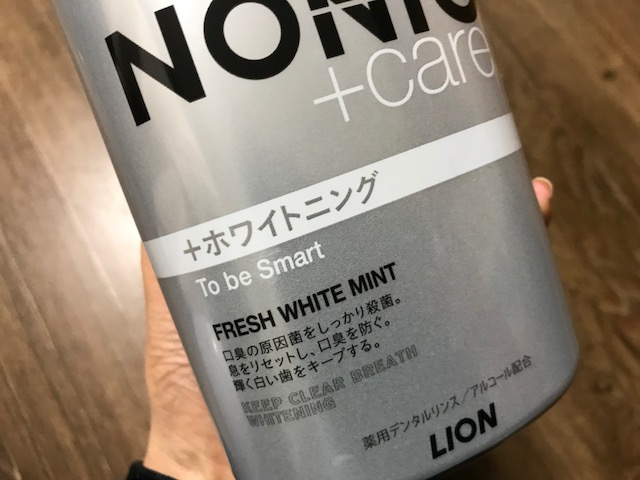 NONIO
+care
+ホワイトニング
To be Smart
FRESH WHITE MINT
口臭の原因菌をしっかり殺菌。
息をリセットし、口臭を防ぐ。
輝く白い歯をキープする。
KEEP CLEAR BREATH
WHITENING
薬用デンタルリンス/アルコール配合
LION